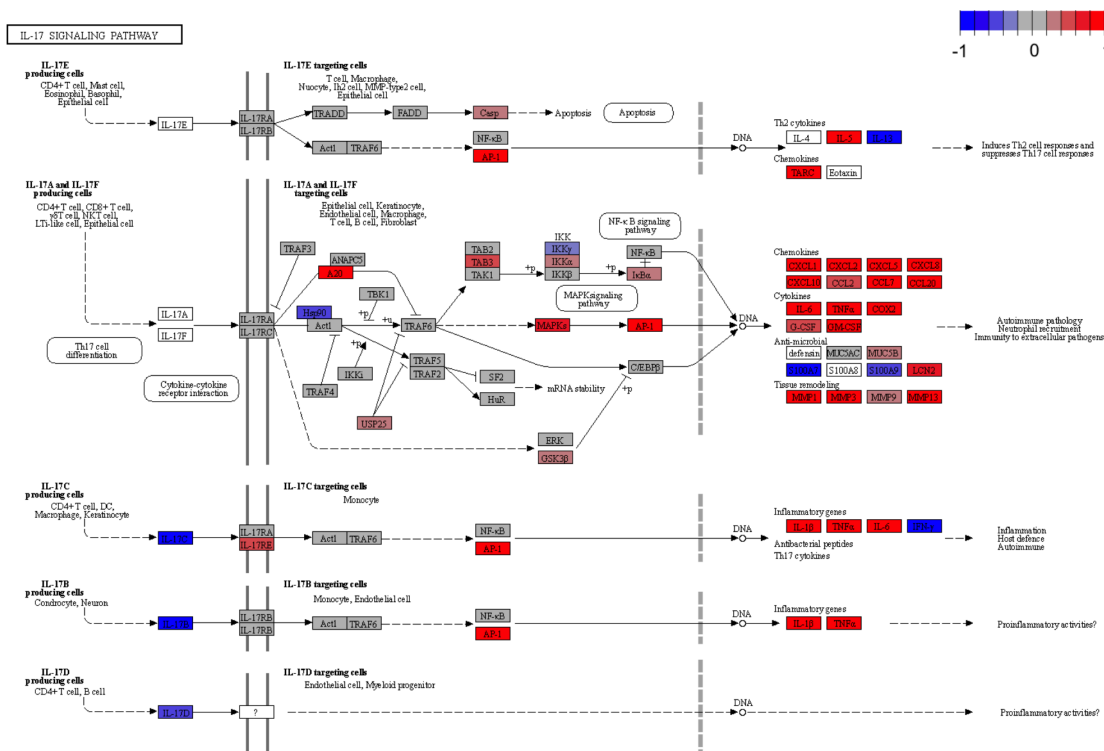 IL-17 SIGNALING PATHWAY
-1
0
1
IL-17E
producing cells
CD4+ T cell, Mast cell,
Eosinophil, Basophil,
Epithelial cell
IL-17E
IL-17RA
IL-17RB
IL-17E targeting cells
T cell, Macrophage,
Nuocyte, Ih2 cell, MMP-type2 cell,
Epithelial cell
TRADD
FADD
Casp
Apoptosis
Apoptosis
Act1
TRAF6
NF-κB
AP-1
DNA
Th2 cytokines
IL-4
IL-5
IL-13
Chemokines
TARC
Eotaxin
Induces Th2 cell responses and
suppresses Th17 cell responses
IL-17A and IL-17F
producing cells
CD4+ T cell, CD8+ T cell,
γδT cell, NKT cell,
LTi-like cell, Epithelial cell
IL-17A
IL-17F
Th17 cell
differentiation
Cytokine-cytokine
receptor interaction
IL-17RA
IL-17RC
IL-17A and IL-17F
targeting cells
Epithelial cell, Keratinocyte,
Endothelial cell, Macrophage,
T cell, B cell, Fibroblast
TRAF3
ANAPC5
A20
TBK1
Hsp90
Act1
+p
+u
TRAF6
+p
IKKi
TRAF4
TRAF5
TRAF2
USP25
SF2
HuR
mRNA stability
TAB2
TAB3
TAK1
+p
IKK
IKKγ
IKKα
IKKβ
+p
NF-κB signaling
pathway
NF-κB
IκBα
MAPK signaling
pathway
MAPKs
AP-1
C/EBPβ
+p
ERK
GSK3β
DNA
Chemokines
CXCL1
CXCL2
CXCL5
CXCL8
CXCL10
CCL2
CCL7
CCL20
Cytokines
IL-6
TNFα
COX2
G-CSF
GM-CSF
Anti-microbial
defensin
MUC5AC
MUC5B
S100A7
S100A8
S100A9
LCN2
Tissue remodeling
MMP1
MMP3
MMP9
MMP13
Autoimmune pathology
Neutrophil recruitment
Immunity to extracellular pathogens
IL-17C
producing cells
CD4+ T cell, DC,
Macrophage, Keratinocyte
IL-17C
IL-17RA
IL-17RE
IL-17C targeting cells
Monocyte
Act1
TRAF6
NF-κB
AP-1
DNA
Inflammatory genes
IL-1β
TNFα
IL-6
IFN-γ
Antibacterial peptides
Th17 cytokines
Inflammation
Host defence
Autoimmune
IL-17B
producing cells
Condrocyte, Neuron
IL-17B
IL-17RB
IL-17RB
IL-17B targeting cells
Monocyte, Endothelial cell
Act1
TRAF6
NF-κB
AP-1
DNA
Inflammatory genes
IL-1β
TNFα
Proinflammatory activities?
IL-17D
producing cells
CD4+ T cell, B cell
IL-17D
?
IL-17D targeting cells
Endothelial cell, Myeloid progenitor
DNA
Proinflammatory activities?